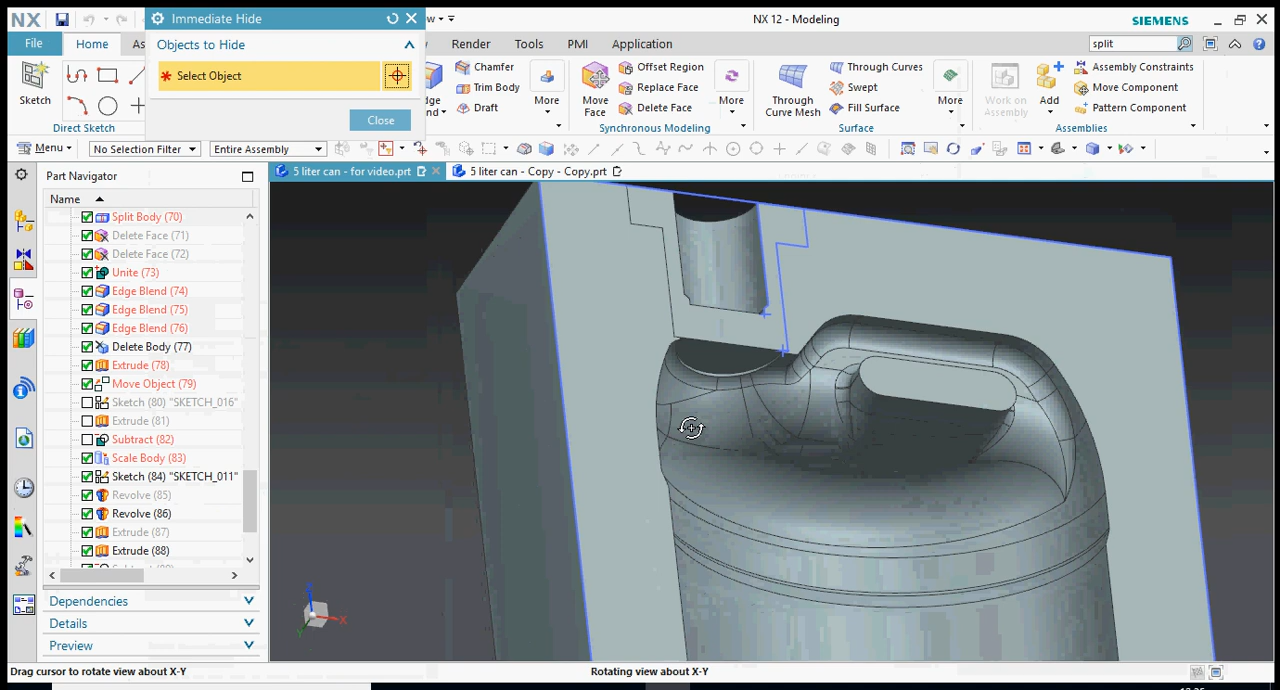 NX
Immediate Hide
w
NX 12 - Modeling
SIEMENS
File
Home
As
Render
Tools
PMI
Application
split
Objects to Hide
* Select Object
Close
Sketch
Direct Sketch
dge
nd
Chamfer
Trim Body
Draft
More
Move
Face
Offset Region
Replace Face
Delete Face
More
Synchronous Modeling
Through
Curve Mesh
Through Curves
Swept
Fill Surface
More
Surface
Work on
Assembly
Add
Assembly Constraints
Move Component
Pattern Component
Assemblies
Menu
No Selection Filter
Entire Assembly
Part Navigator
5 liter can - for video.prt
5 liter can - Copy - Copy.prt
Name
Split Body (70)
Delete Face (71)
Delete Face (72)
Unite (73)
Edge Blend (74)
Edge Blend (75)
Edge Blend (76)
Delete Body (77)
Extrude (78)
Move Object (79)
Sketch (80) "SKETCH_016"
Extrude (81)
Subtract (82)
Scale Body (83)
Sketch (84) "SKETCH_011"
Revolve (85)
Revolve (86)
Extrude (87)
Extrude (88)
Dependencies
Details
Preview
Z
X
Y
Drag cursor to rotate view about X-Y
Rotating view about X-Y